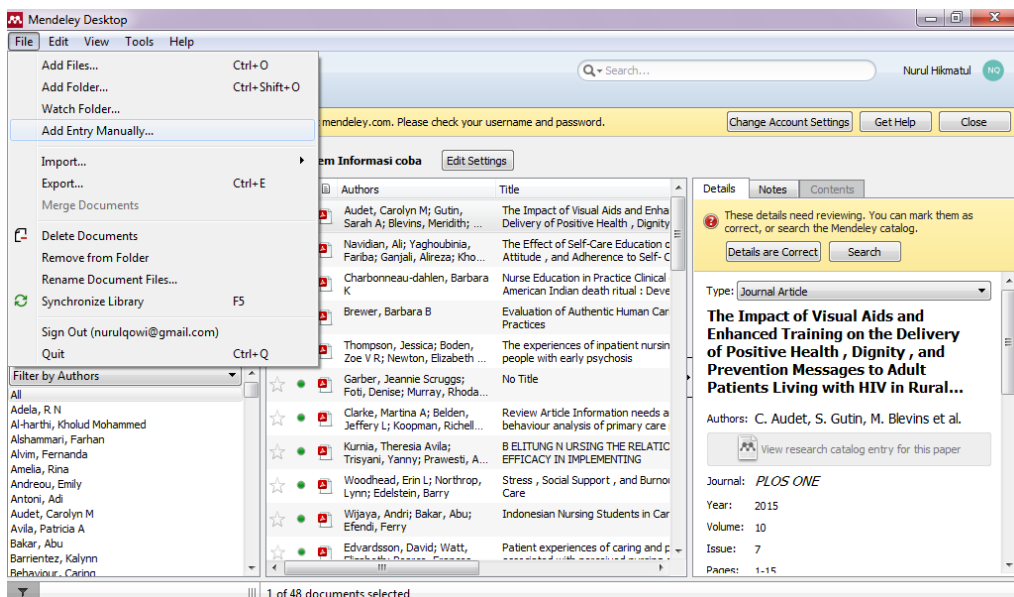 Mendeley Desktop
File Edit View Tools Help
Add Files... Ctrl+O
Add Folder... Ctrl+Shift+O
Watch Folder...
Add Entry Manually...
Import...
Export... Ctrl+E
Merge Documents
Delete Documents
Remove from Folder
Rename Document Files...
Synchronize Library F5
Sign Out (nurulqowi@gmail.com)
Quit Ctrl+Q
Search...
Nurul Hikmatul NQ
mendeley.com. Please check your username and password.
Change Account Settings Get Help Close
em Informasi coba Edit Settings
Authors Title
Audet, Carolyn M; Gutin, The Impact of Visual Aids and Enha
Sarah A; Blevins, Meridith; ... Delivery of Positive Health , Dignity
Navidian, Ali; Yaghoubinia, The Effect of Self-Care Education o
Fariba; Ganjali, Alireza; Kho... Attitude , and Adherence to Self- C
Charbonneau-dahlen, Barbara Nurse Education in Practice Clinical
K American Indian death ritual : Deve
Brewer, Barbara B Evaluation of Authentic Human Car
Practices
Thompson, Jessica; Boden, The experiences of inpatient nursin
Zoe V R; Newton, Elizabeth ... people with early psychosis
Garber, Jeannie Scruggs; No Title
Foti, Denise; Murray, Rhoda...
Clarke, Martina A; Belden, Review Article Information needs a
Jeffery L; Koopman, Richell... behaviour analysis of primary care
Kurnia, Theresia Avila; B ELITUNG N URSING THE RELATIC
Trisyani, Yanny; Prawesti, A... EFFICACY IN IMPLEMENTING
Woodhead, Erin L; Northrop, Stress , Social Support , and Burnou
Lynn; Edelstein, Barry Care
Wijaya, Andri; Bakar, Abu; Indonesian Nursing Students in Car
Efendi, Ferry
Edvardsson, David; Watt, Patient experiences of caring and p
Filter by Authors
All
Adela, R N
Al-harthi, Kholud Mohammed
Alshammari, Farhan
Alvim, Fernanda
Amelia, Rina
Andreou, Emily
Antoni, Adi
Audet, Carolyn M
Avila, Patricia A
Bakar, Abu
Barrientez, Kalynn
Behaviour, Caring
Details Notes Contents
These details need reviewing. You can mark them as
correct, or search the Mendeley catalog.
Details are Correct Search
Type: Journal Article
The Impact of Visual Aids and
Enhanced Training on the Delivery
of Positive Health , Dignity , and
Prevention Messages to Adult
Patients Living with HIV in Rural...
Authors: C. Audet, S. Gutin, M. Blevins et al.
View research catalog entry for this paper
Journal: PLOS ONE
Year: 2015
Volume: 10
Issue: 7
Pages: 1-15
1 of 48 documents selected